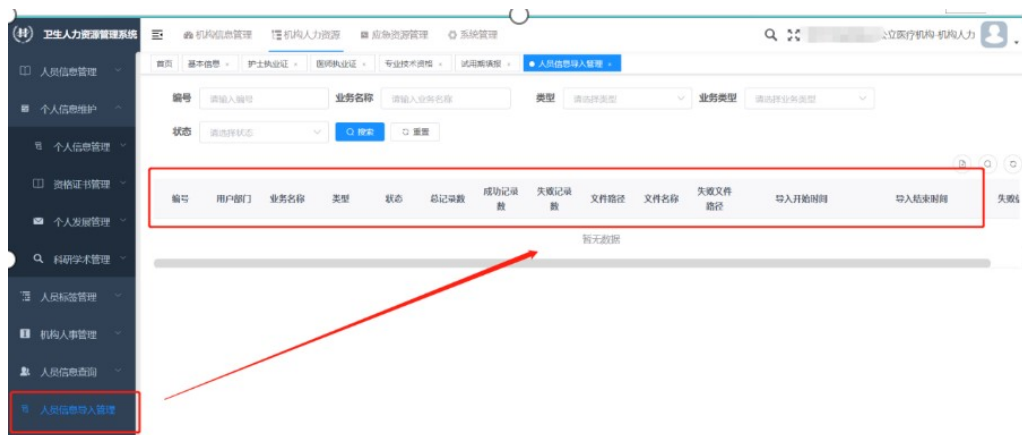 卫生人力资源管理系统
机构信息管理 机构人力资源 应急资源管理 系统管理
公立医疗机构-机构人力
首页 基本信息 护士执业证 医师执业证 专业技术资格 试用期填报 人员信息导入管理
人员信息管理
个人信息维护
个人信息管理
资格证书管理
个人发展管理
科研学术管理
人员标签管理
机构人事管理
人员信息查询
人员信息导入管理
编号 请输入编号 业务名称 请输入业务名称 类型 请选择类型 业务类型 请选择业务类型
状态 请选择状态 搜索 重置
编号 用户部门 业务名称 类型 状态 总记录数 成功记录数 失败记录数 文件路径 文件名称 失败文件路径 导入开始时间 导入结束时间 失败
暂无数据